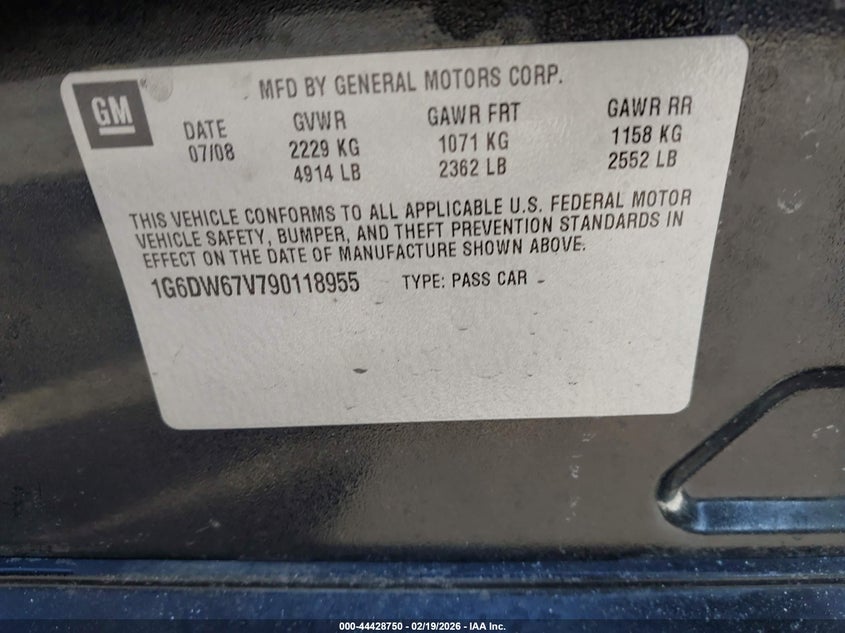 MFD BY GENERAL MOTORS CORP.
GM
DATE GVWR GAWR FRT GAWR RR
07/08 2229 KG 1071 KG 1158 KG
4914 LB 2362 LB 2552 LB
THIS VEHICLE CONFORMS TO ALL APPLICABLE U.S. FEDERAL MOTOR
VEHICLE SAFETY, BUMPER, AND THEFT PREVENTION STANDARDS IN
EFFECT ON THE DATE OF MANUFACTURE SHOWN ABOVE.
1G6DW67V790118955 TYPE: PASS CAR
000-44428750 - 02/19/2026 - IAA Inc.